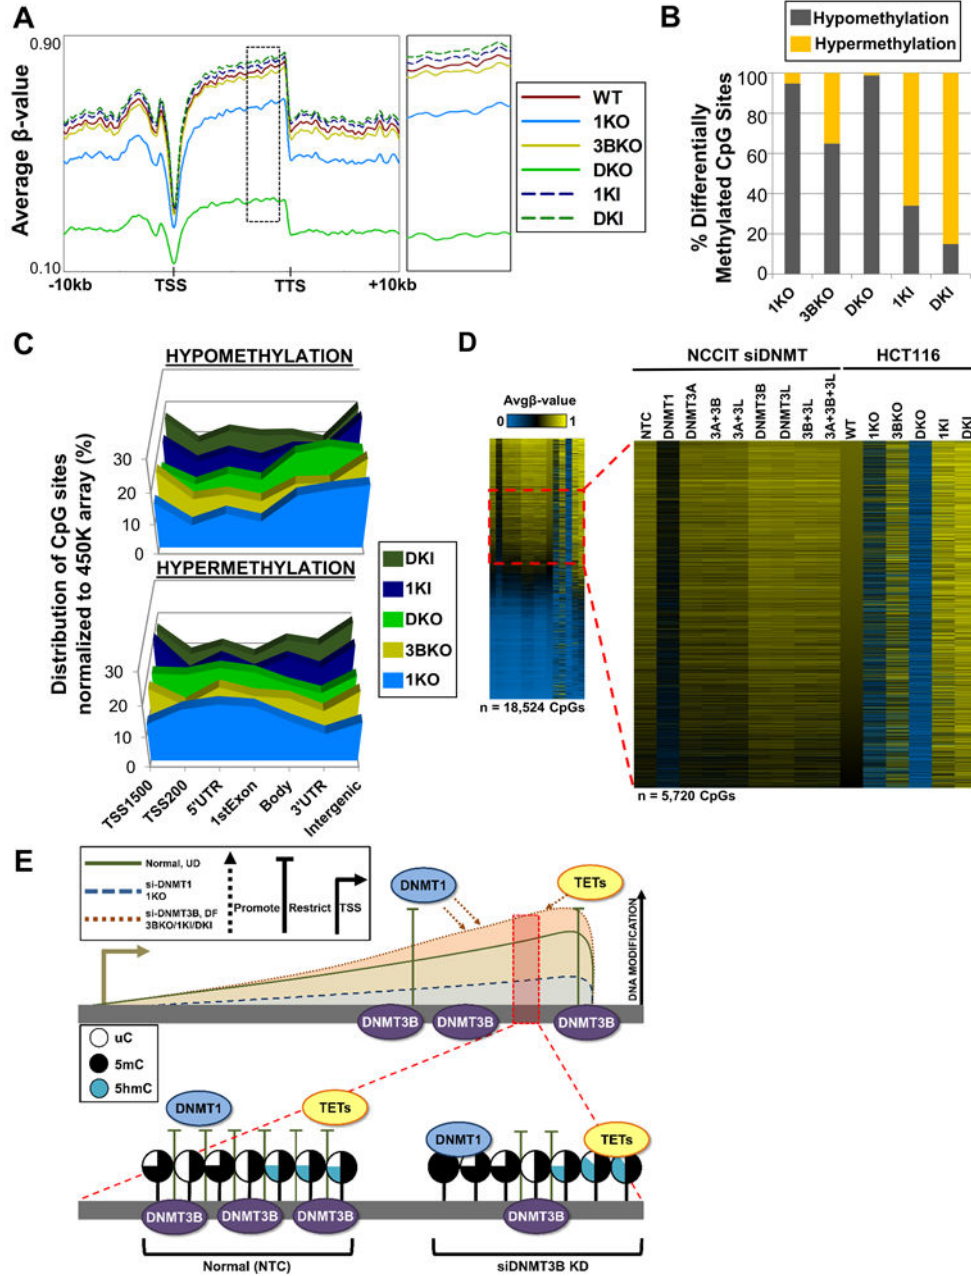 A
0.90
Average β-value
0.10
-10kb
TSS
TTS
+10kb
WT
1KO
3BKO
DKO
1KI
DKI
B
Hypomethylation
Hypermethylation
% Differentially
Methylated CpG Sites
100
80
60
40
20
0
1KO
3BKO
DKO
1KI
DKI
C
HYPOMETHYLATION
Distribution of CpG sites
normalized to 450K array (%)
30
20
10
0
HYPERMETHYLATION
30
20
10
0
TSS1500
TSS200
5'UTR
1stExon
Body
3'UTR
Intergenic
DKI
1KI
DKO
3BKO
1KO
D
Avgβ-value
0
1
n = 18,524 CpGs
NCCIT siDNMT
HCT116
NTC
DNMT1
DNMT3A
3A+3B
3A+3L
DNMT3B
DNMT3L
3B+3L
3A+3B+3L
WT
1KO
3BKO
DKO
1KI
DKI
n = 5,720 CpGs
E
Normal, UD
si-DNMT1
1KO
si-DNMT3B, DF
3BKO/1KI/DKI
Promote
Restrict
TSS
DNMT1
TETs
DNA MODIFICATION
DNMT3B
DNMT3B
DNMT3B
uC
5mC
5hmC
DNMT1
TETs
DNMT3B
DNMT3B
DNMT3B
Normal (NTC)
DNMT1
TETs
DNMT3B
siDNMT3B KD